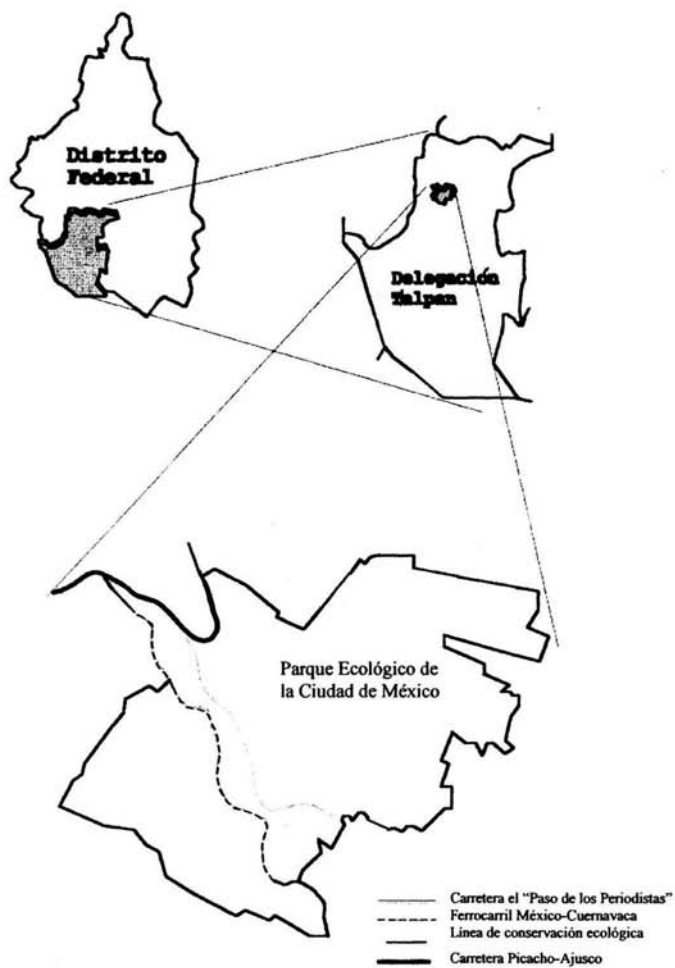 Distrito
Federal
Delegación
Tlalpan
Parque Ecológico de
la Ciudad de México
Carretera el “Paso de los Periodistas”
Ferrocarril México-Cuernavaca
Línea de conservación ecológica
Carretera Picacho-Ajusco